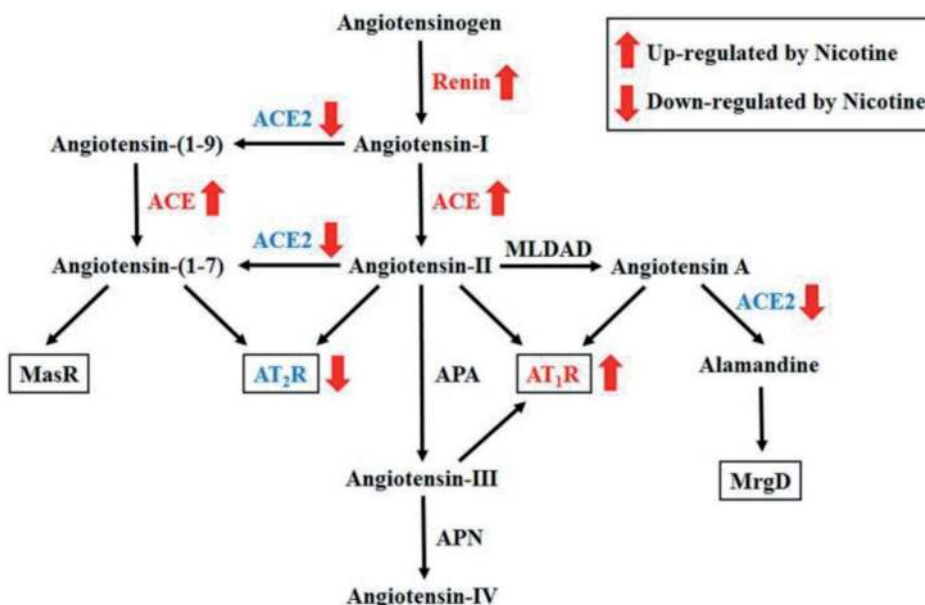 Angiotensinogen
Up-regulated by Nicotine
Renin
Down-regulated by Nicotine
ACE2
Angiotensin-(1-9)
Angiotensin-I
ACE
ACE
ACE2
MLDAD
Angiotensin-(1-7)
Angiotensin-II
Angiotensin A
ACE2
MasR
AT₂R
APA
AT₁R
Alamandine
Angiotensin-III
MrgD
APN
Angiotensin-IV